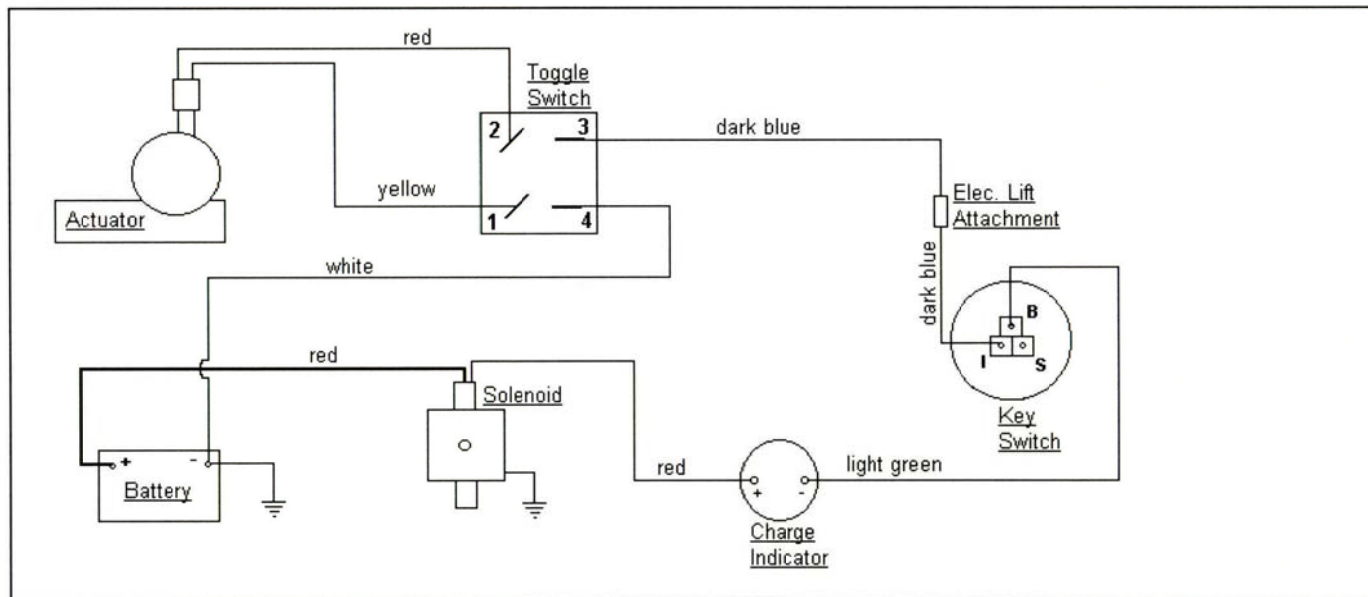 red
Toggle
Switch
2
3
dark blue
yellow
1
4
Actuator
Elec. Lift
Attachment
white
dark blue
B
I
S
red
Solenoid
Key
Switch
+
-
Battery
red
light green
+
-
Charge
Indicator